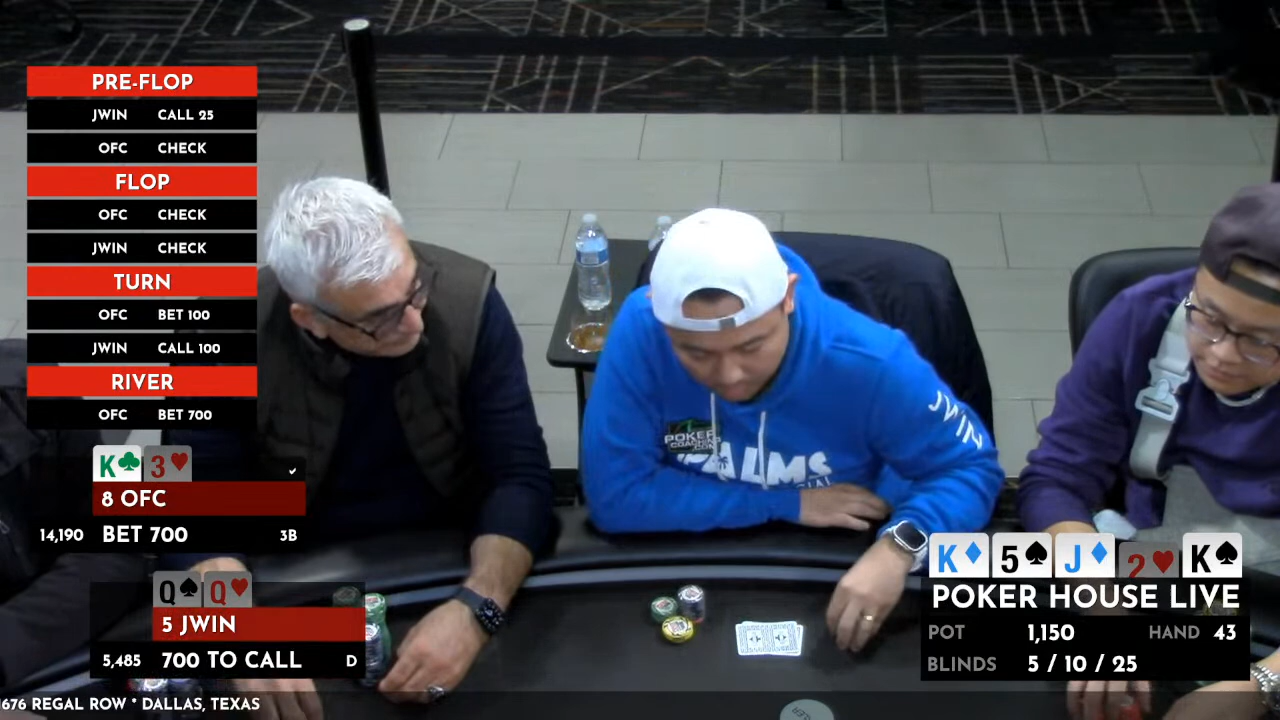 PRE-FLOP
JWIN CALL 25
OFC CHECK
FLOP
OFC CHECK
JWIN CHECK
TURN
OFC BET 100
JWIN CALL 100
RIVER
OFC BET 700
K♣ 3♥
8 OFC
14,190 BET 700 3B
Q♠ Q♥
5 JWIN
5,485 700 TO CALL D
1676 REGAL ROW * DALLAS, TEXAS
POKER
JWIN
K♦ 5♠ J♦ 2♥ K♠
POKER HOUSE LIVE
POT 1,150 HAND 43
BLINDS 5 / 10 / 25